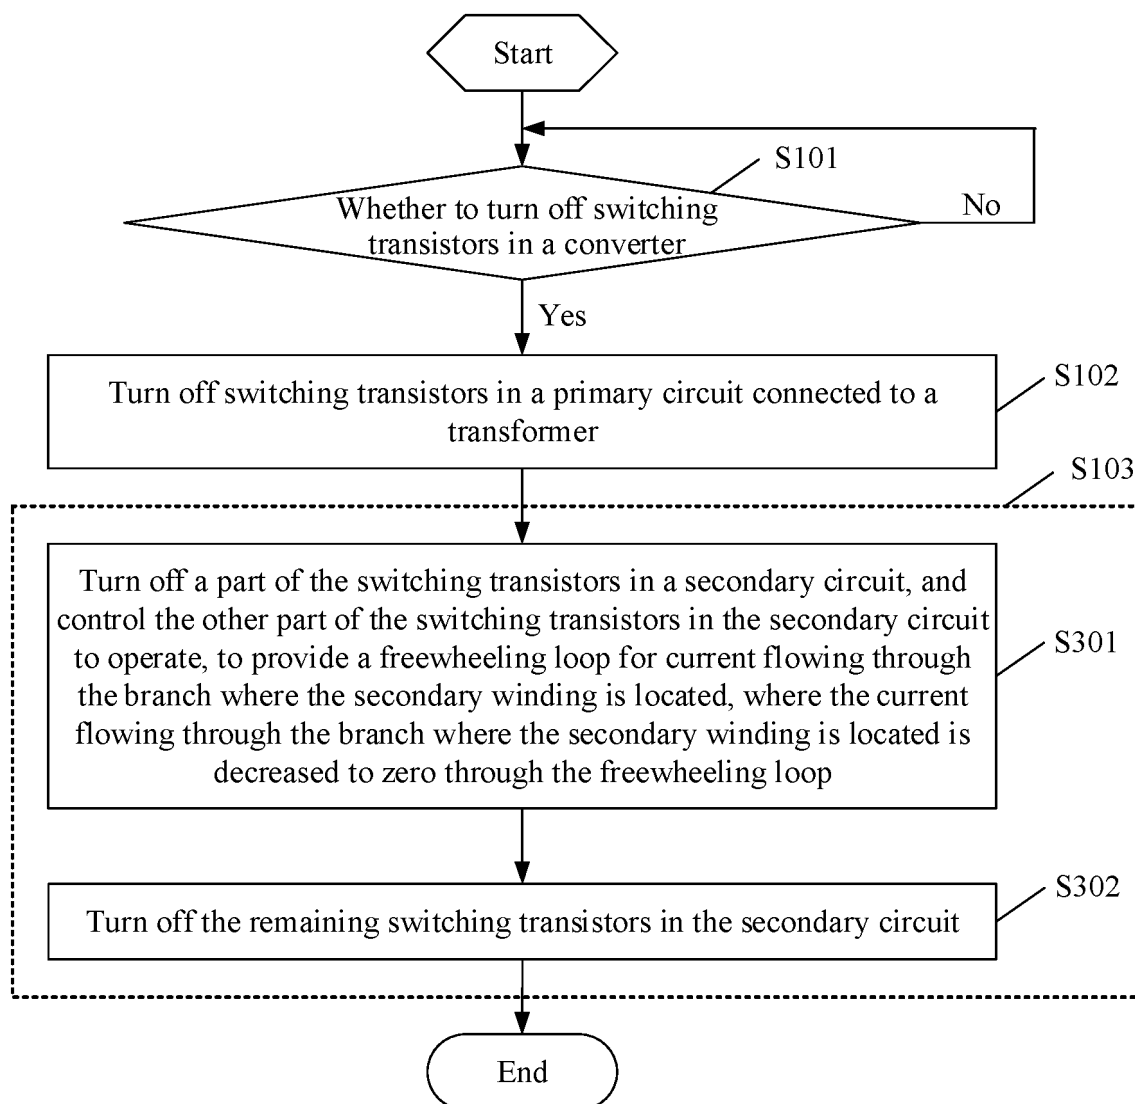 Start
S101
Whether to turn off switching
transistors in a converter
No
Yes
S102
Turn off switching transistors in a primary circuit connected to a
transformer
S103
Turn off a part of the switching transistors in a secondary circuit, and
control the other part of the switching transistors in the secondary circuit
to operate, to provide a freewheeling loop for current flowing through
the branch where the secondary winding is located, where the current
flowing through the branch where the secondary winding is located is
decreased to zero through the freewheeling loop
S301
S302
Turn off the remaining switching transistors in the secondary circuit
End